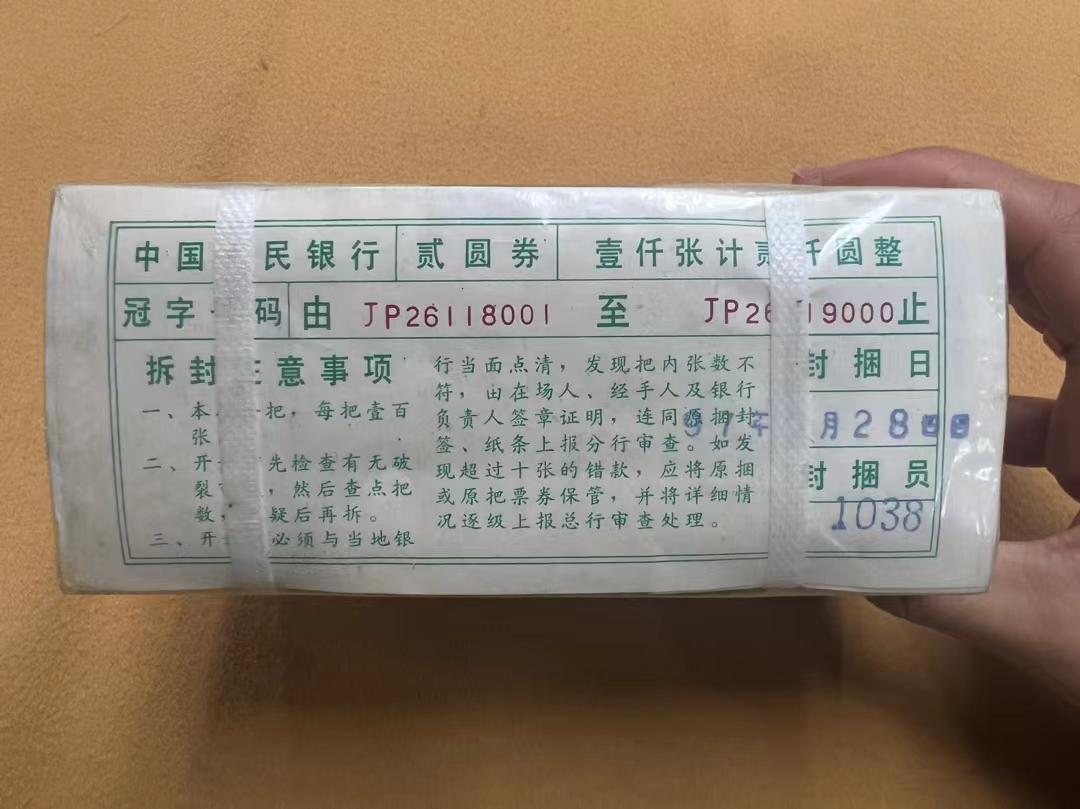 中国 民银行 贰圆券 壹仟张计贰仟圆整
冠字 码 由 JP26118001 至 JP26 19000 止
拆封 注意事项
一、本 把，每把壹百
张
二、开 先检查有无破
裂 ，然后查点把
数， 疑后再拆。
三、开 必须与当地银
行当面点清，发现把内张数不
符，由在场人、经手人及银行
负责人签章证明，连同原捆封
签、纸条上报分行审查。如发
现超过十张的错款，应将原捆
或原把票券保管，并将详细情
况逐级上报总行审查处理。
封捆日
年 月28
封捆员
1038